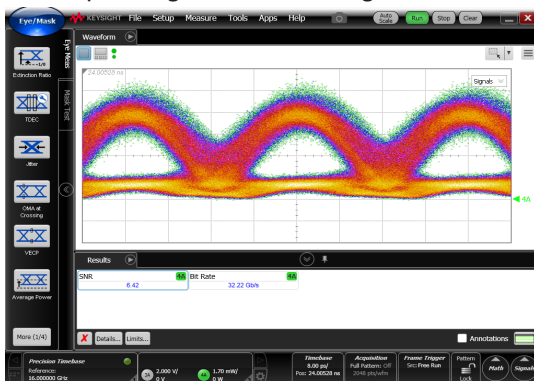 Eye/Mask
KEYSIGHT File Setup Measure Tools Apps Help
Auto Scale
Run
Stop
Clear
Eye Meas
Mask Test
Waveform
24.00528 ns
Signals
Extinction Ratio
TDEC
Jitter
OMA at
Crossing
VECP
Average Power
More (1/4)
4A
Results
SNR 4A Bit Rate 4A
6.42 32.22 Gb/s
Details... Limits...
Annotations
Precision Timebase
Reference:
16.000000 GHz
3A 2.000 V/
0 V
4A 1.70 mW/
0 W
Timebase
8.00 ps/
Pos: 24.00528 ns
Acquisition
Full Pattern: Off
2048 pts/wfm
Frame Trigger
Src: Free Run
Pattern
Lock
Math
Signals